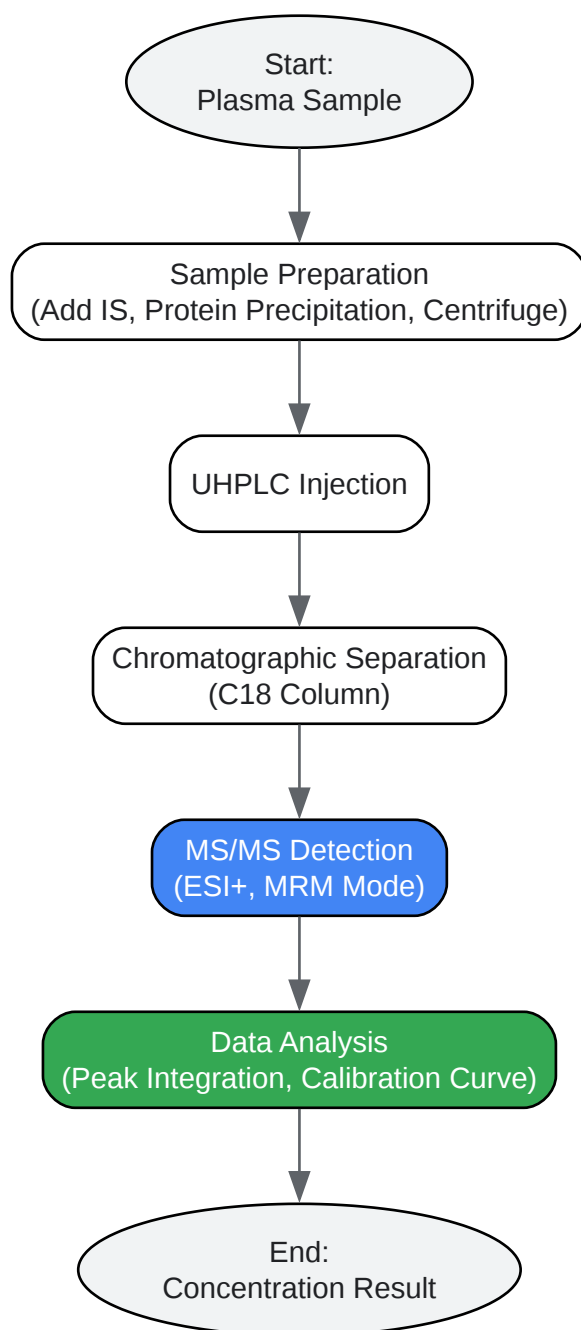 Start:
Plasma Sample
Sample Preparation
(Add IS, Protein Precipitation, Centrifuge)
UHPLC Injection
Chromatographic Separation
(C18 Column)
MS/MS Detection
(ESI+, MRM Mode)
Data Analysis
(Peak Integration, Calibration Curve)
End:
Concentration Result